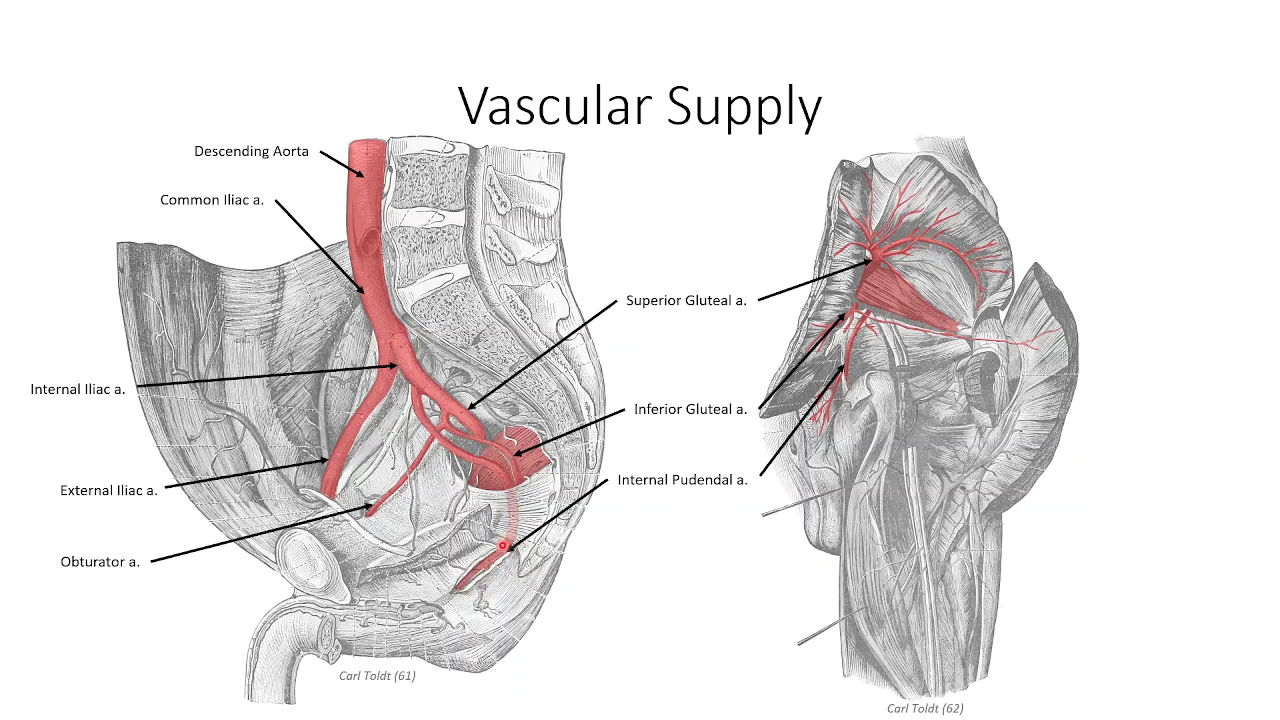 Vascular Supply
Descending Aorta
Common Iliac a.
Internal Iliac a.
External Iliac a.
Obturator a.
Superior Gluteal a.
Inferior Gluteal a.
Internal Pudendal a.
Carl Toldt (61)
Carl Toldt (62)